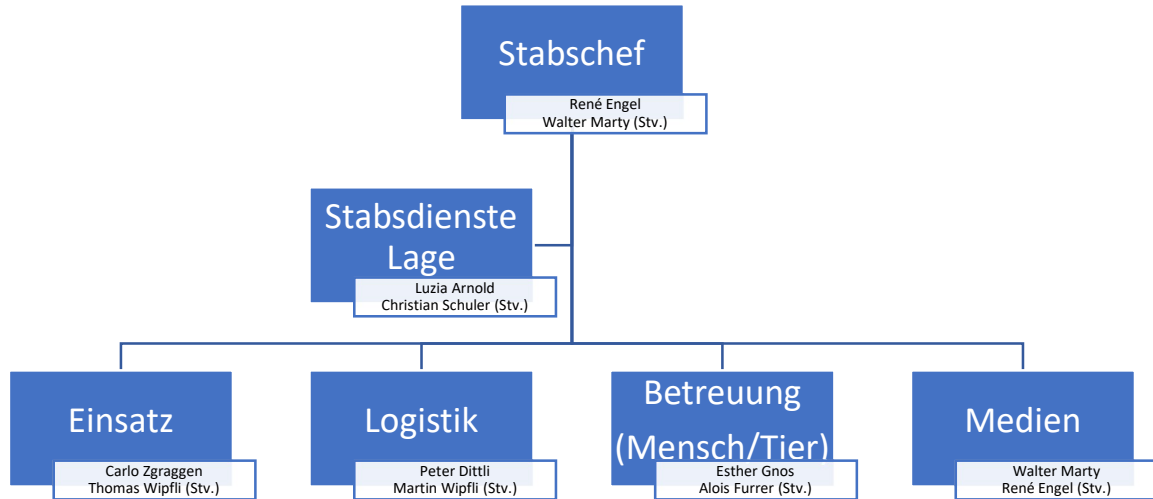 Stabschef
René Engel
Walter Marty (Stv.)
Stabsdienste
Lage
Luzia Arnold
Christian Schuler (Stv.)
Einsatz
Carlo Zgraggen
Thomas Wipfli (Stv.)
Logistik
Peter Dittli
Martin Wipfli (Stv.)
Betreuung
(Mensch/Tier)
Esther Gnos
Alois Furrer (Stv.)
Medien
Walter Marty
René Engel (Stv.)